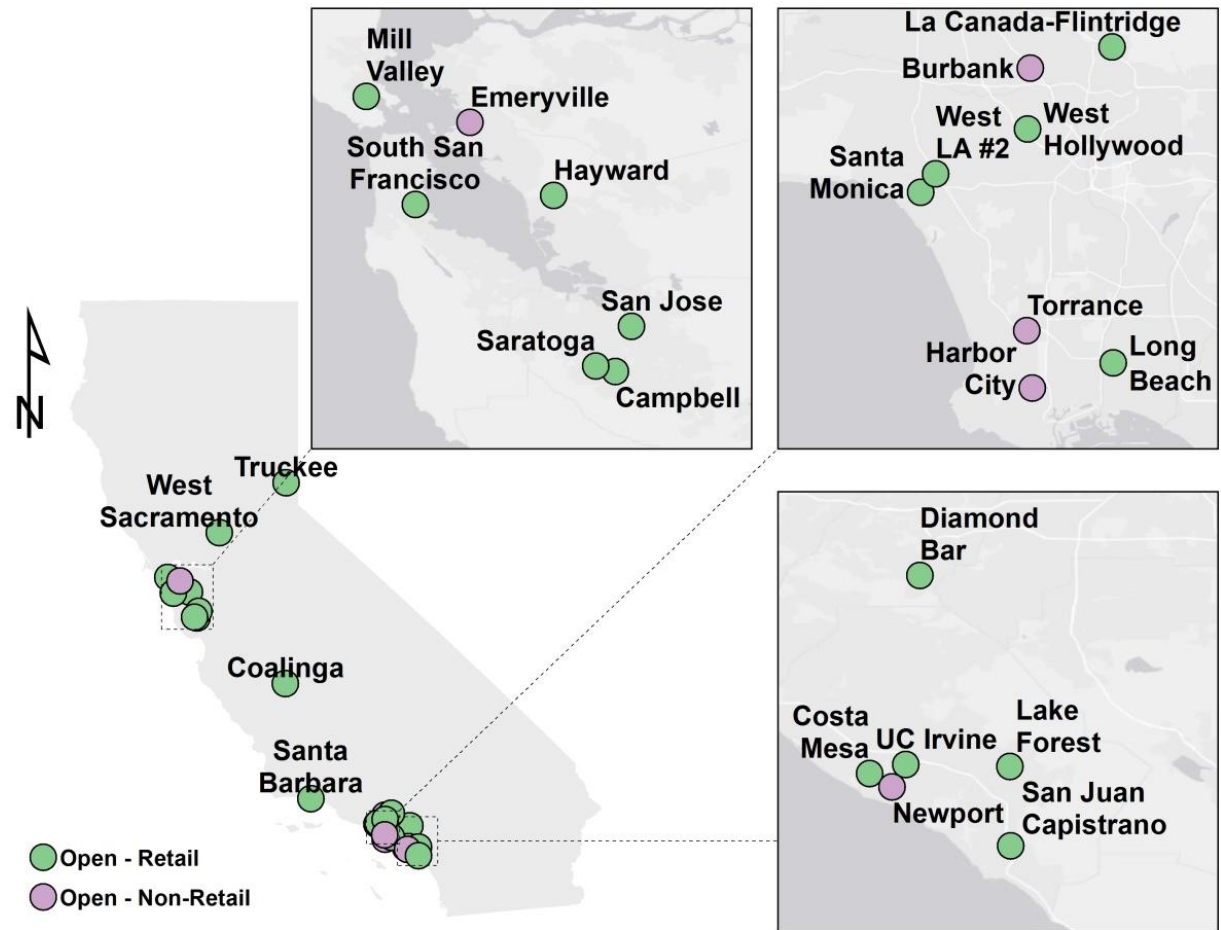 Mill
Valley
Emeryville
South San
Francisco
Hayward
San Jose
Saratoga
Campbell
La Canada-Flintridge
Burbank
West
LA #2
West
Hollywood
Santa
Monica
Torrance
Harbor
City
Long
Beach
N
Truckee
West
Sacramento
Coalinga
Santa
Barbara
Diamond
Bar
Costa
Mesa
UC Irvine
Lake
Forest
Newport
San Juan
Capistrano
Open - Retail
Open - Non-Retail